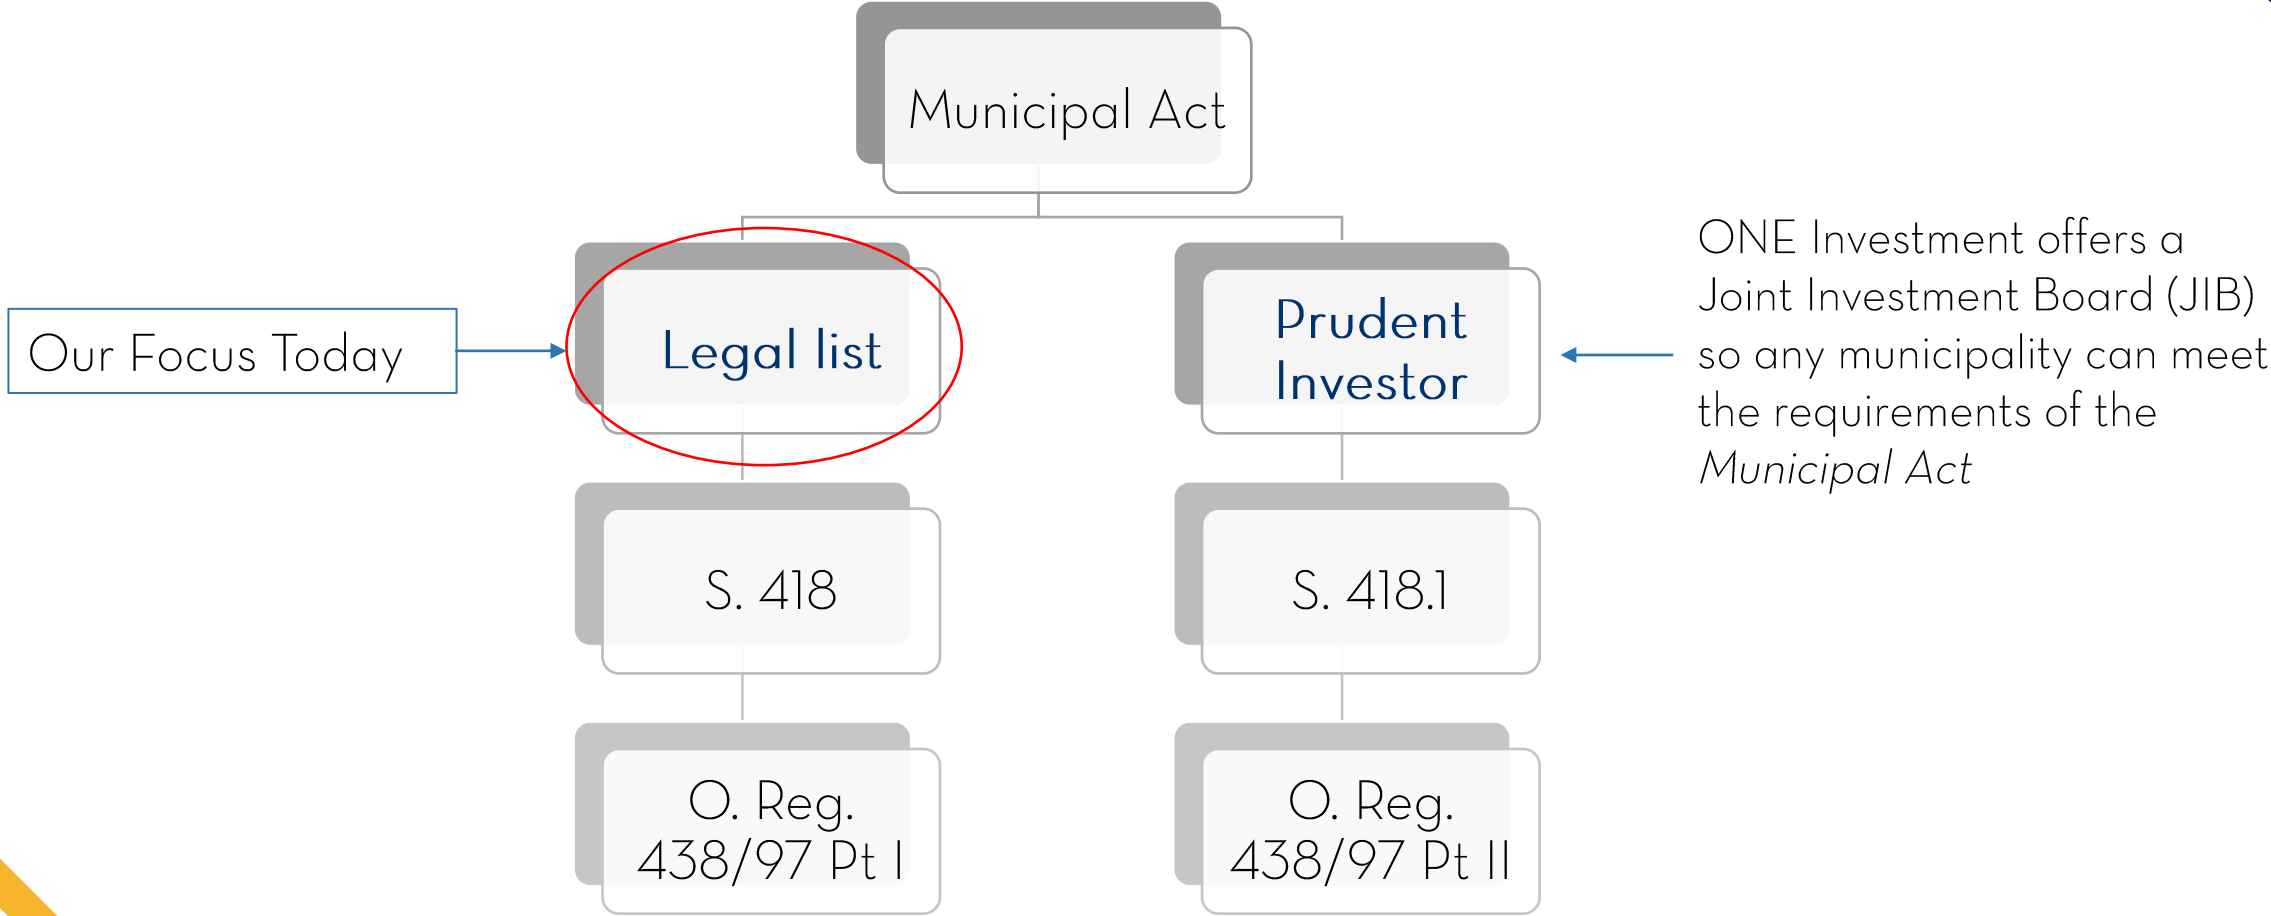 Municipal Act
Our Focus Today
Legal list
Prudent
Investor
ONE Investment offers a
Joint Investment Board (JIB)
so any municipality can meet
the requirements of the
Municipal Act
S. 418
S. 418.1
O. Reg.
438/97 Pt I
O. Reg.
438/97 Pt II